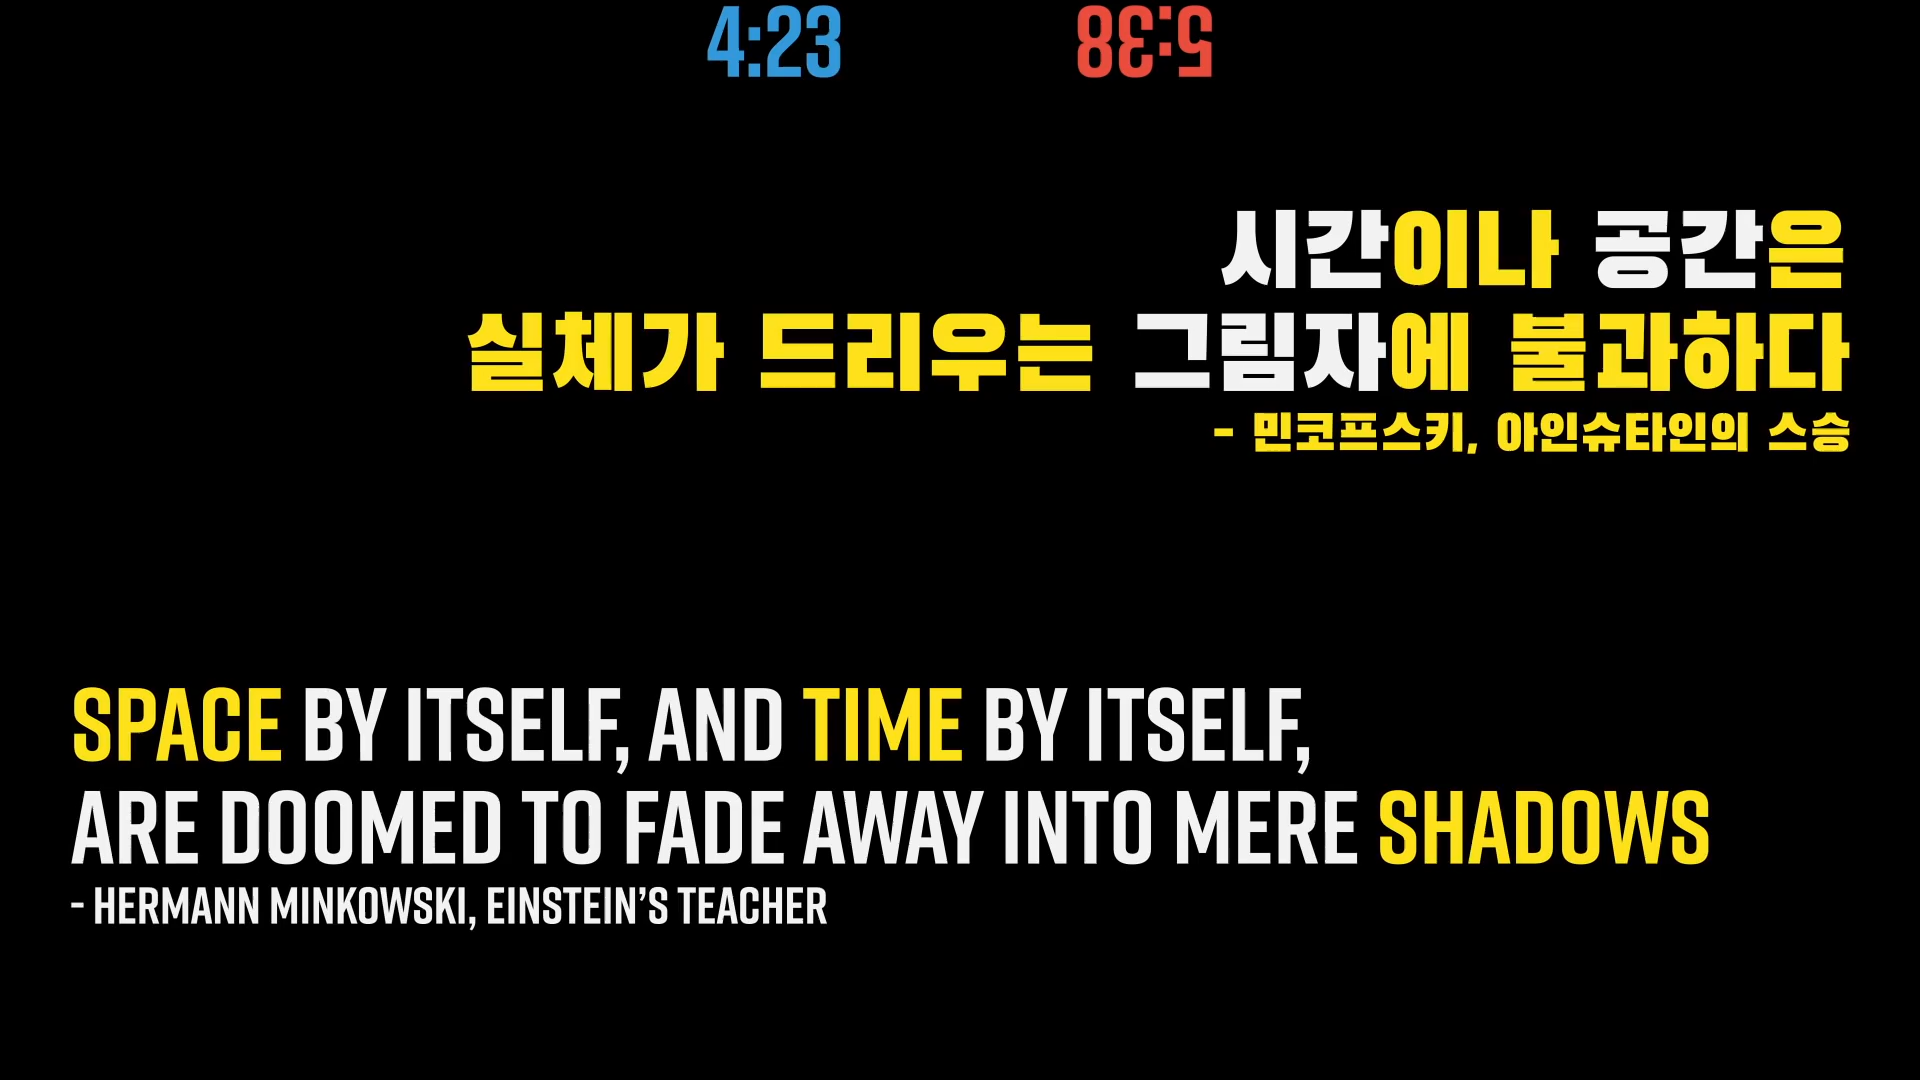 4:23
5:38
시간이나 공간은
실체가 드리우는 그림자에 불과하다
- 민코프스키, 아인슈타인의 스승
SPACE BY ITSELF, AND TIME BY ITSELF,
ARE DOOMED TO FADE AWAY INTO MERE SHADOWS
- HERMANN MINKOWSKI, EINSTEIN’S TEACHER